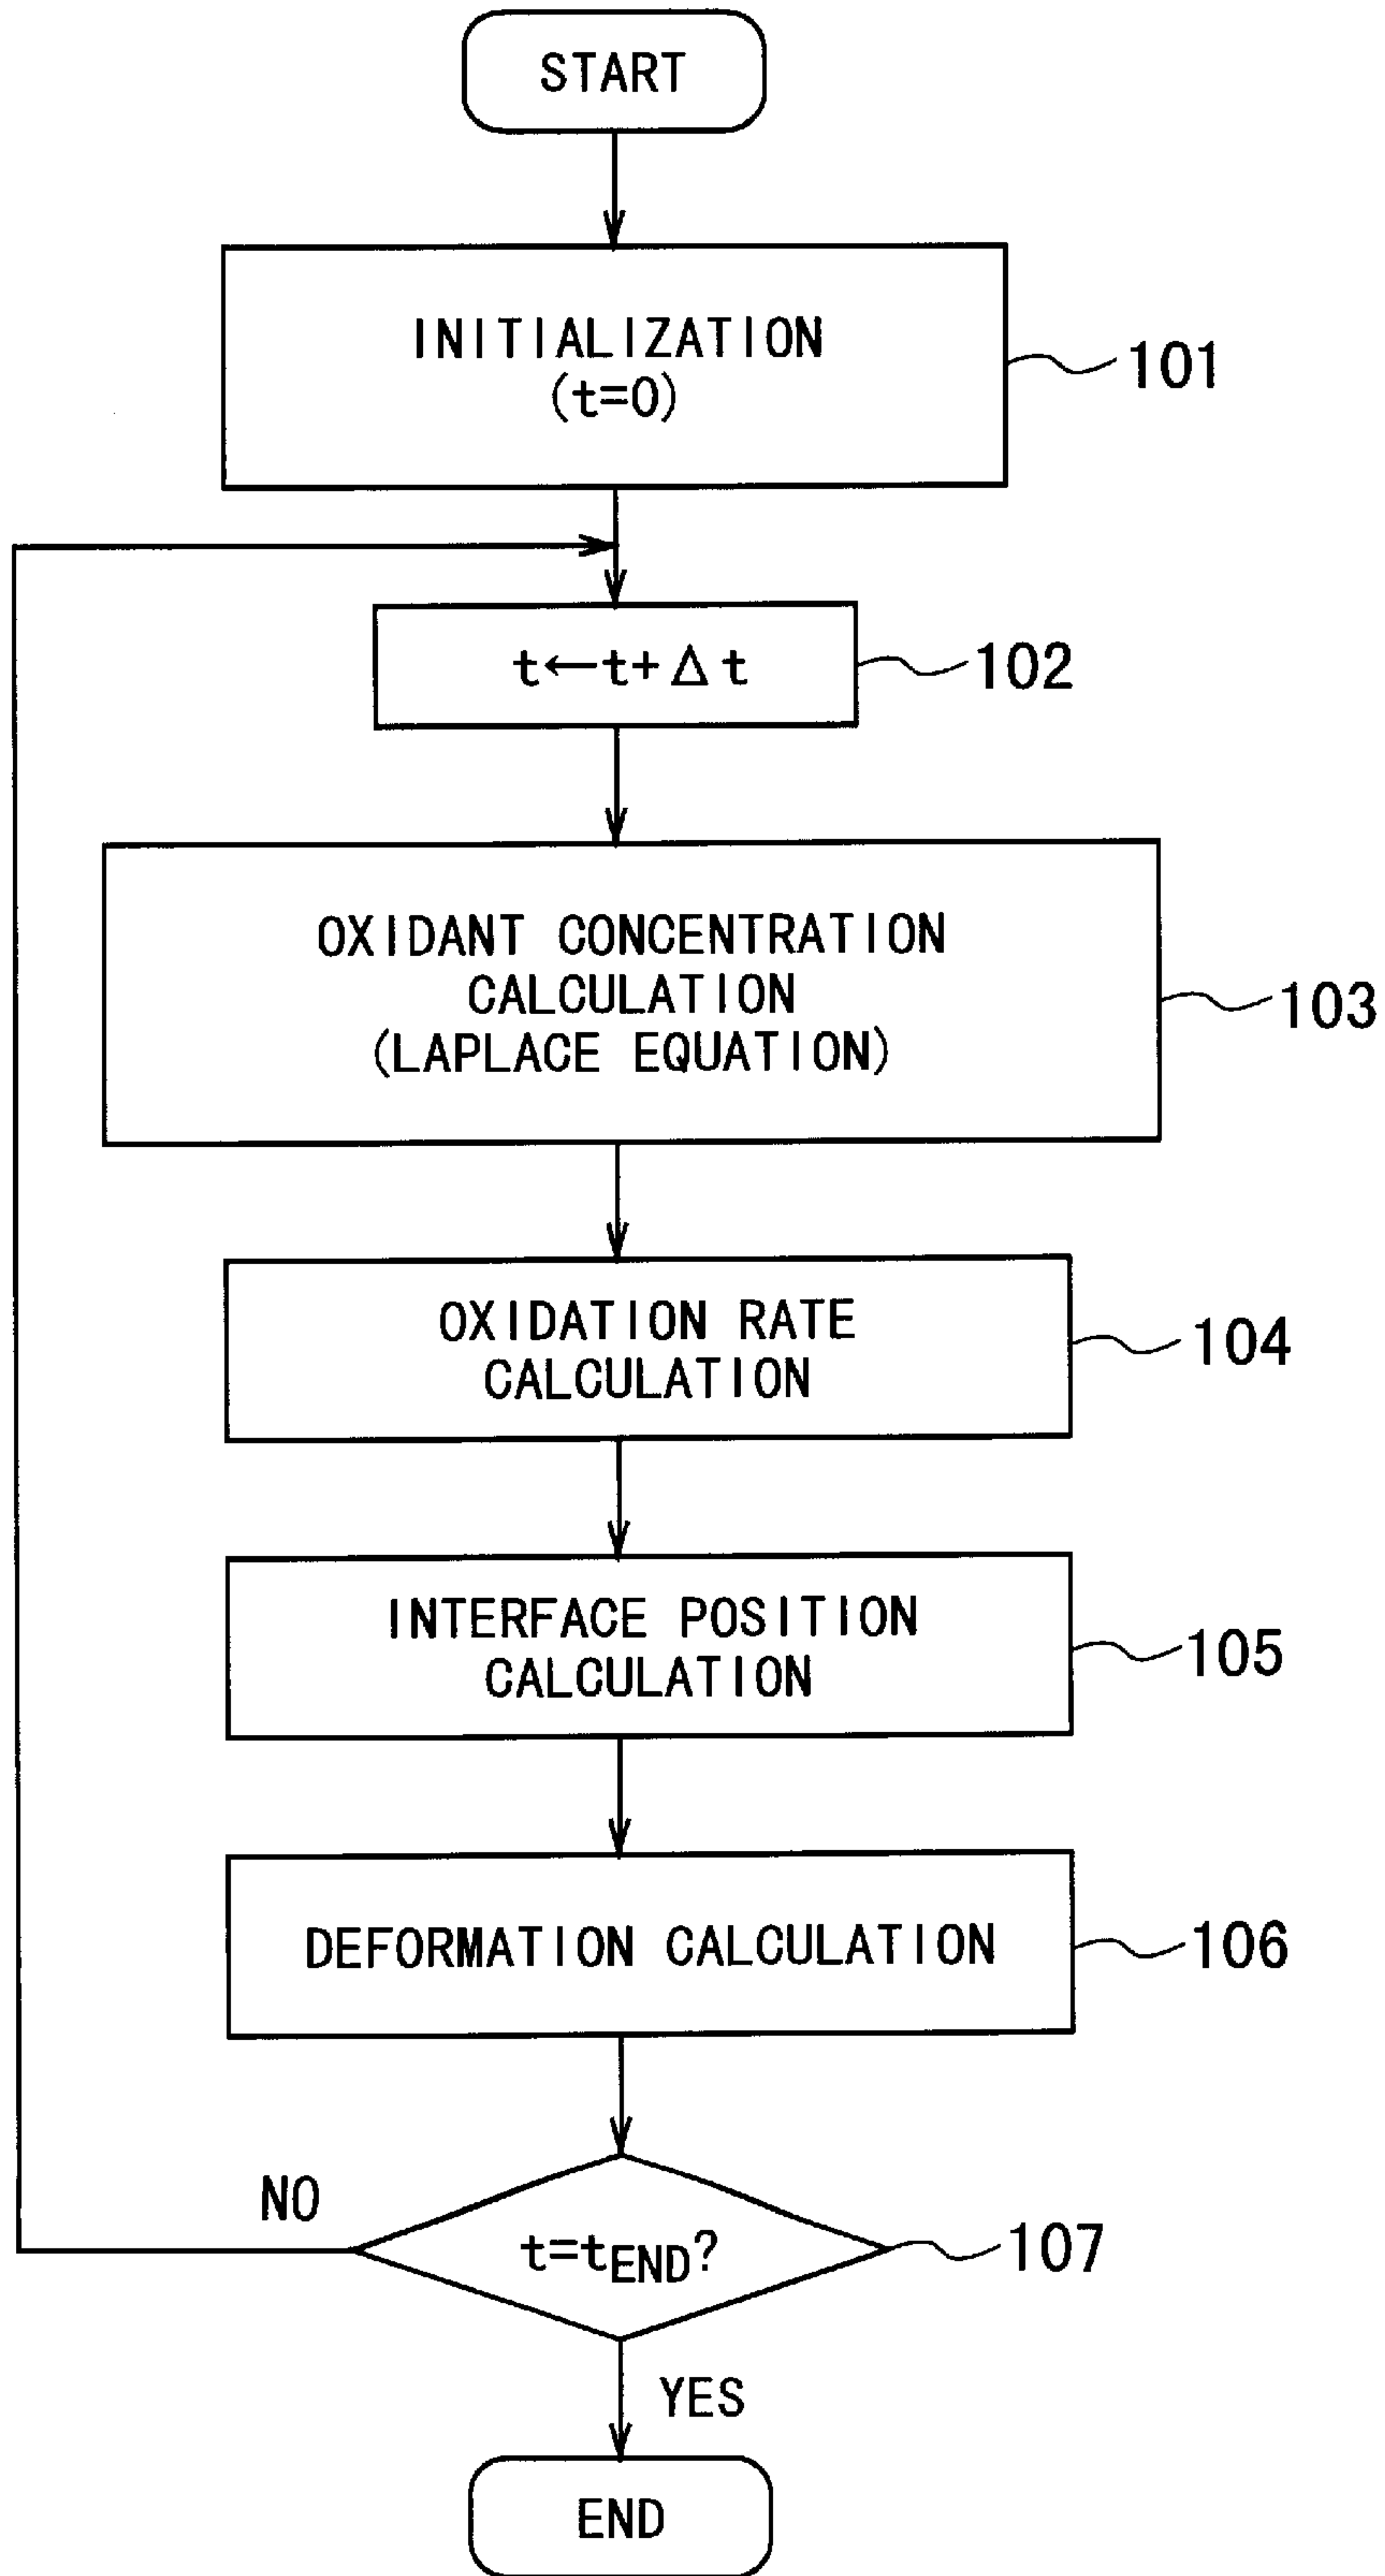 START
INITIALIZATION
(t=0)
101
t←t+Δt
102
OXIDANT CONCENTRATION
CALCULATION
(LAPLACE EQUATION)
103
OXIDATION RATE
CALCULATION
104
INTERFACE POSITION
CALCULATION
105
DEFORMATION CALCULATION
106
NO
t=tEND?
107
YES
END